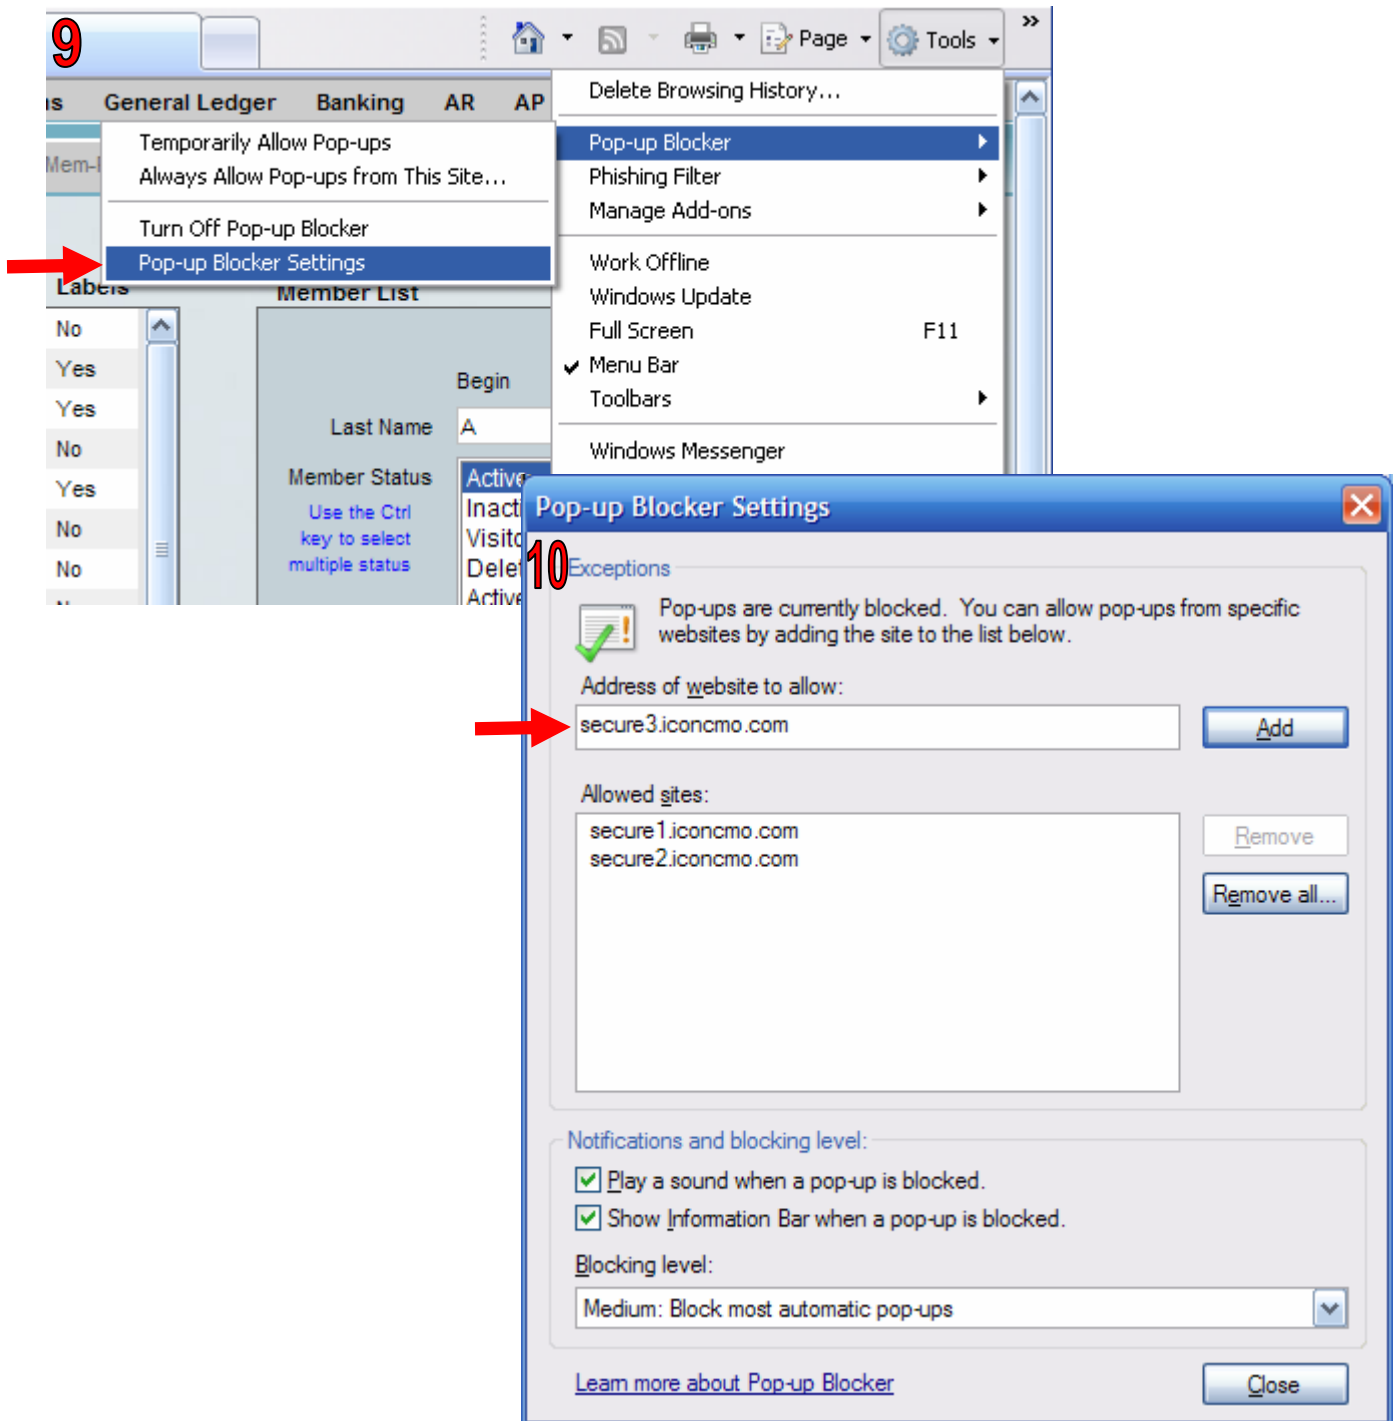 9
Page
Tools
»
ns General Ledger Banking AR AP
Delete Browsing History...
Pop-up Blocker
Phishing Filter
Manage Add-ons
Work Offline
Windows Update
Full Screen F11
Menu Bar
Toolbars
Windows Messenger
Mem-
Temporarily Allow Pop-ups
Always Allow Pop-ups from This Site...
Turn Off Pop-up Blocker
Pop-up Blocker Settings
Labels
No
Yes
Yes
No
Yes
No
No
Member List
Begin
Last Name A
Member Status
Use the Ctrl
key to select
multiple status
Active
Inacti
Visito
Delet
Active
Pop-up Blocker Settings
10
Exceptions
Pop-ups are currently blocked. You can allow pop-ups from specific
websites by adding the site to the list below.
Address of website to allow:
secure3.iconcmo.com
Add
Allowed sites:
secure1.iconcmo.com
secure2.iconcmo.com
Remove
Remove all...
Notifications and blocking level:
Play a sound when a pop-up is blocked.
Show Information Bar when a pop-up is blocked.
Blocking level:
Medium: Block most automatic pop-ups
Learn more about Pop-up Blocker
Close